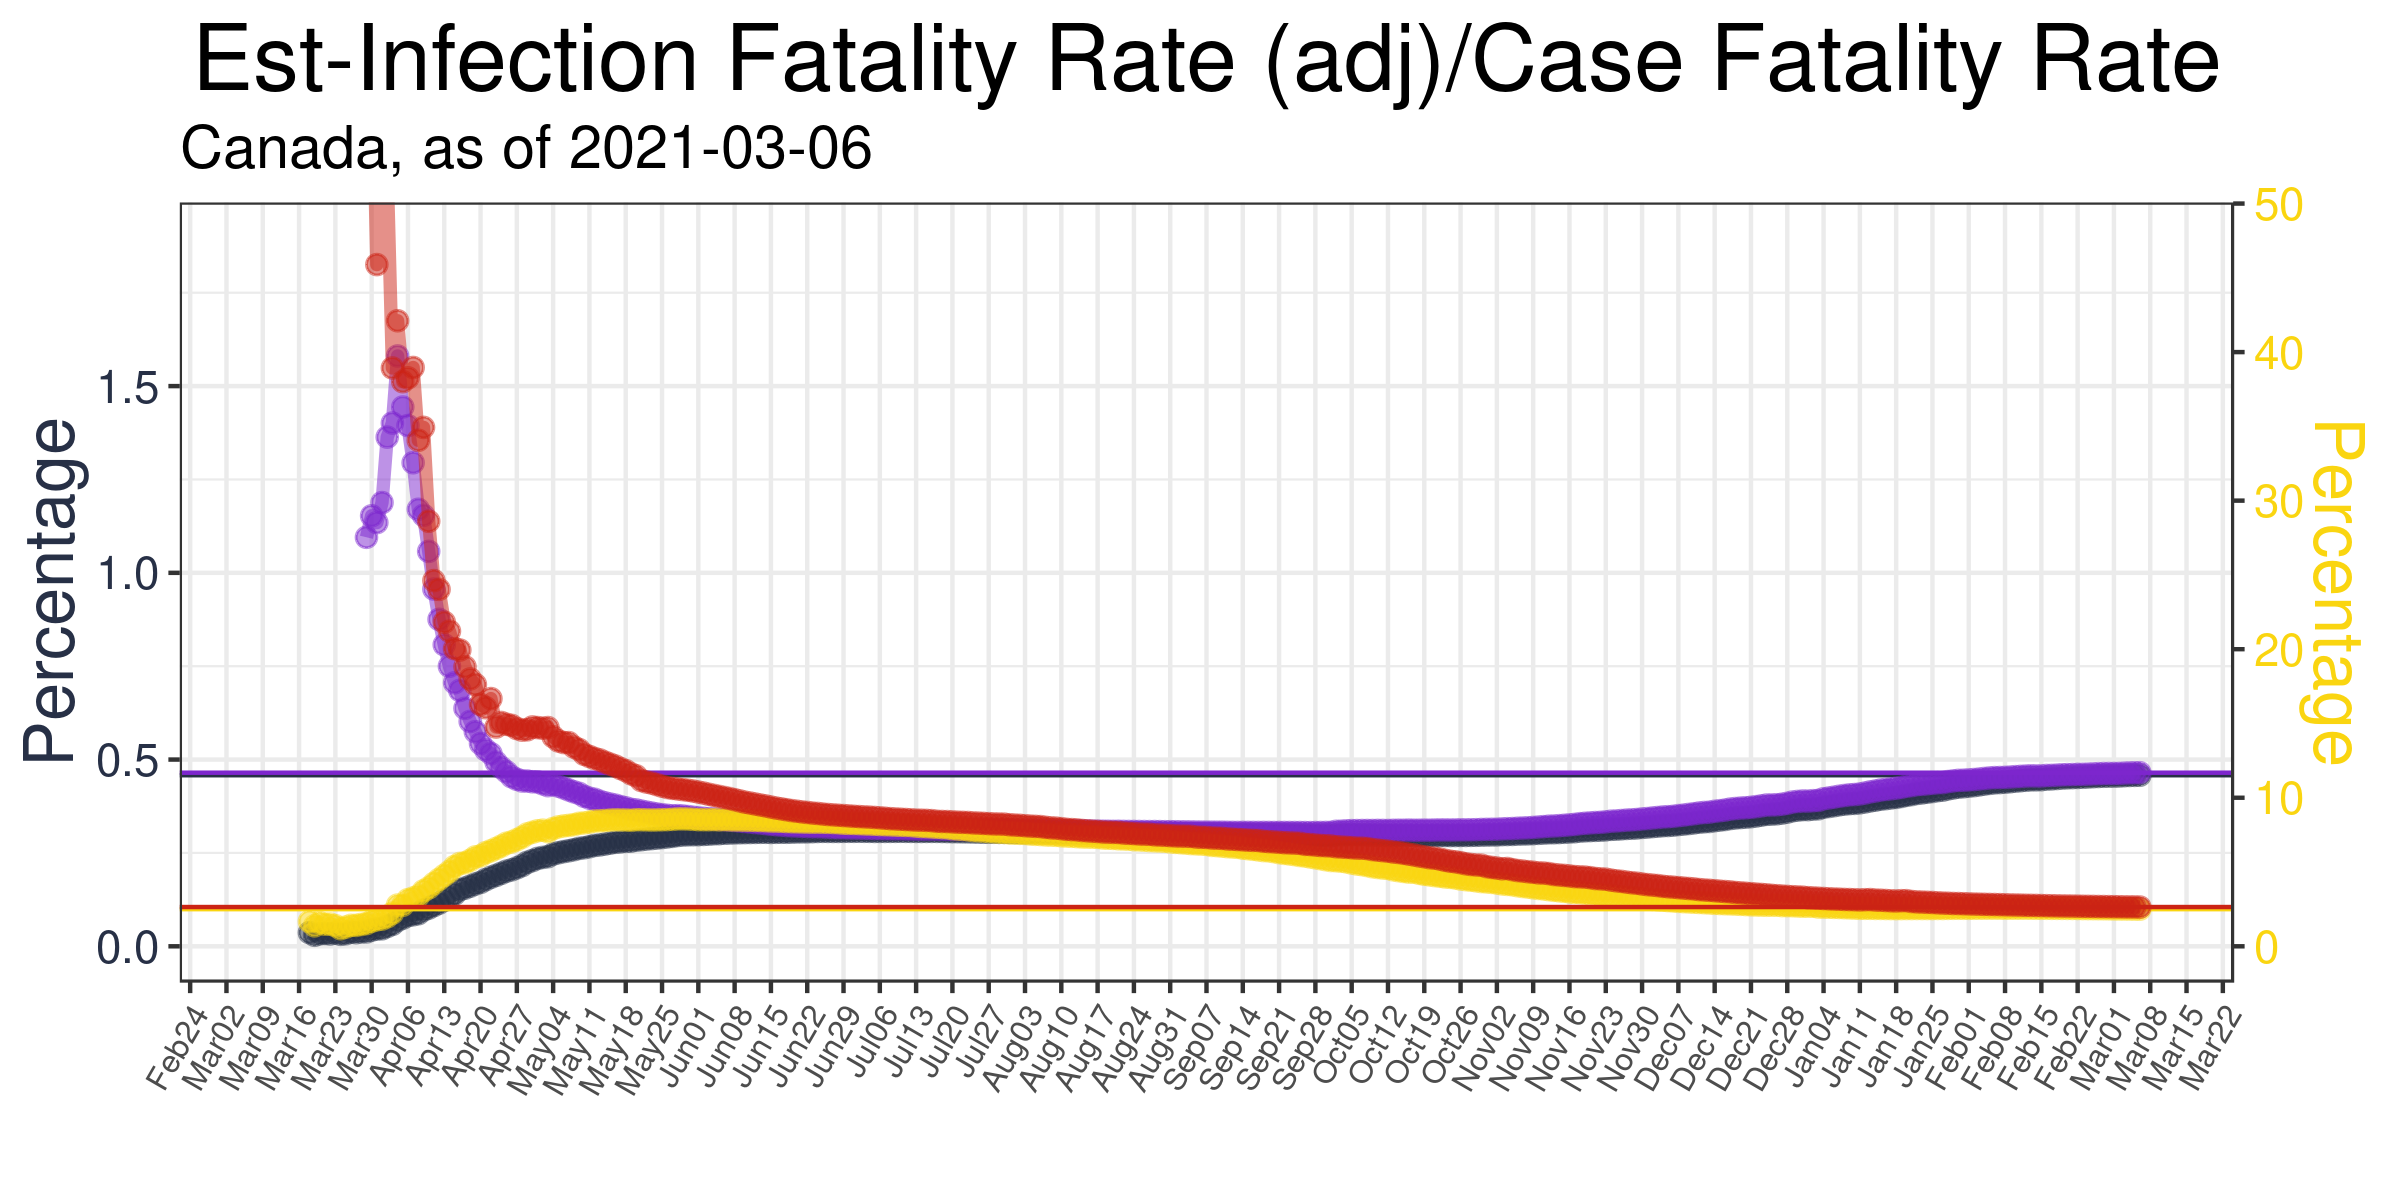 Est-Infection Fatality Rate (adj)/Case Fatality Rate
Canada, as of 2021-03-06
Percentage
1.5
1.0
0.5
0.0
50
40
30
20
10
0
Percentage
Feb24
Mar02
Mar09
Mar16
Mar23
Mar30
Apr06
Apr13
Apr20
Apr27
May04
May11
May18
May25
Jun01
Jun08
Jun15
Jun22
Jun29
Jul06
Jul13
Jul20
Jul27
Aug03
Aug10
Aug17
Aug24
Aug31
Sep07
Sep14
Sep21
Sep28
Oct05
Oct12
Oct19
Oct26
Nov02
Nov09
Nov16
Nov23
Nov30
Dec07
Dec14
Dec21
Dec28
Dec04
Jan11
Jan18
Jan25
Feb01
Feb08
Feb15
Feb22
Mar01
Mar08
Mar15
Mar22